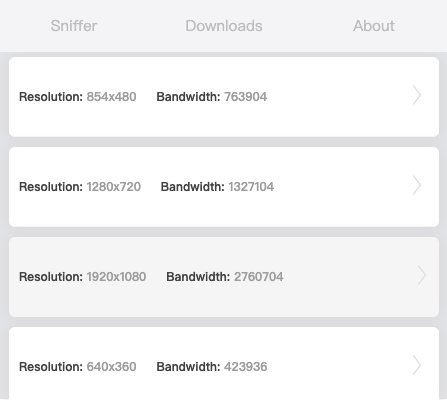 Sniffer Downloads About
Resolution: 854x480 Bandwidth: 763904
Resolution: 1280x720 Bandwidth: 1327104
Resolution: 1920x1080 Bandwidth: 2760704
Resolution: 640x360 Bandwidth: 423936